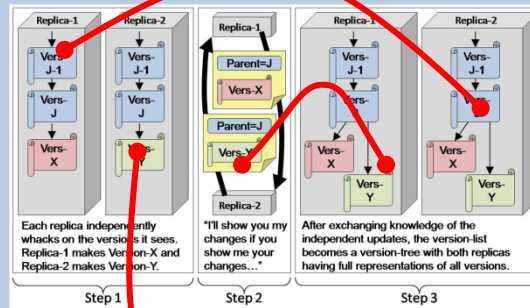 Replica-1
Vers-
J-1
Vers-
J
Vers-
X
Replica-2
Vers-
J-1
Vers-
J
Vers-
Y
Each replica independently
whacks on the versions it sees.
Replica-1 makes Version-X and
Replica-2 makes Version-Y.
Step 1
Replica-1
Parent=J
Vers-X
Parent=J
Vers-Y
Replica-2
"I'll show you my
changes if you
show me your
changes..."
Step 2
Replica-1
Vers-
J-1
Vers-
J
Vers-
X
Vers-
Y
Replica-2
Vers-
J-1
Vers-
J
Vers-
X
Vers-
Y
After exchanging knowledge of the
independent updates, the version-list
becomes a version-tree with both replicas
having full representations of all versions.
Step 3